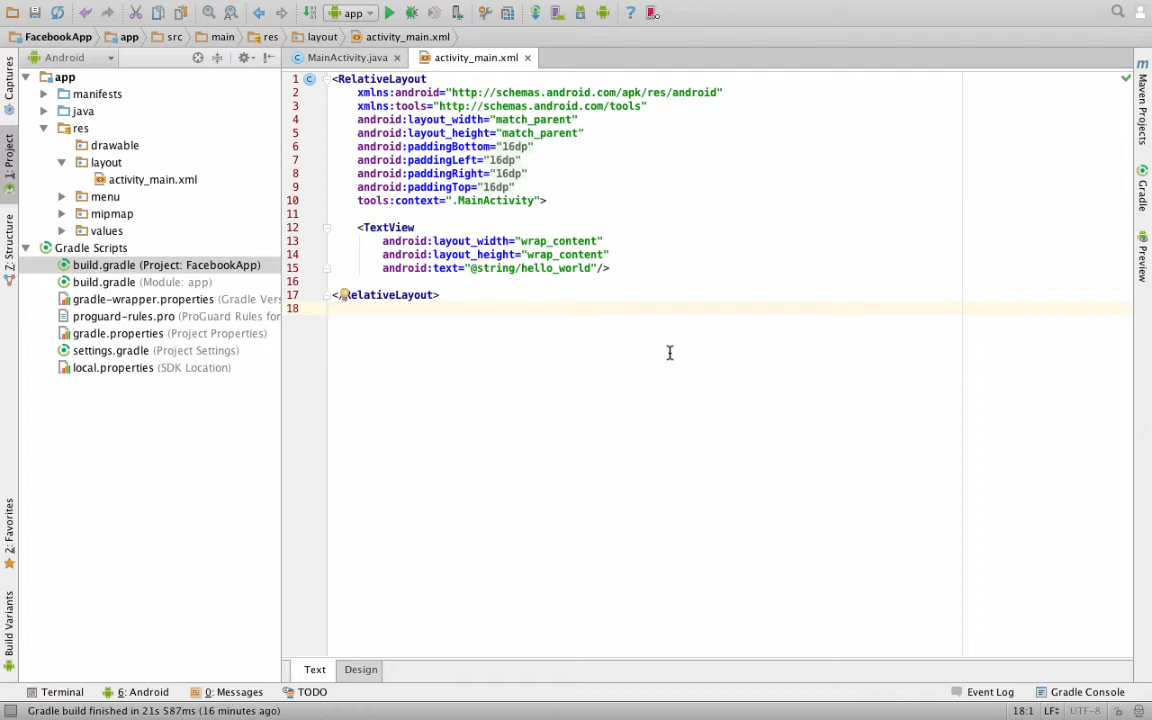 app
FacebookApp app src main res layout activity_main.xml
Android
MainActivity.java
activity_main.xml
Captures
1: Project
Z: Structure
2: Favorites
Build Variants
app
manifests
java
res
drawable
layout
activity_main.xml
menu
mipmap
values
Gradle Scripts
build.gradle (Project: FacebookApp)
build.gradle (Module: app)
gradle-wrapper.properties (Gradle Ver
proguard-rules.pro (ProGuard Rules for
gradle.properties (Project Properties)
settings.gradle (Project Settings)
local.properties (SDK Location)
1 <RelativeLayout
2 xmlns:android="http://schemas.android.com/apk/res/android"
3 xmlns:tools="http://schemas.android.com/tools"
4 android:layout_width="match_parent"
5 android:layout_height="match_parent"
6 android:paddingBottom="16dp"
7 android:paddingLeft="16dp"
8 android:paddingRight="16dp"
9 android:paddingTop="16dp"
10 tools:context=".MainActivity">
11
12 <TextView
13 android:layout_width="wrap_content"
14 android:layout_height="wrap_content"
15 android:text="@string/hello_world"/>
16
17 </RelativeLayout>
18
Maven Projects
Gradle
Preview
Text Design
Terminal 6: Android 0: Messages TODO
Event Log Gradle Console
Gradle build finished in 21s 587ms (16 minutes ago)
18:1 LF UTF-8